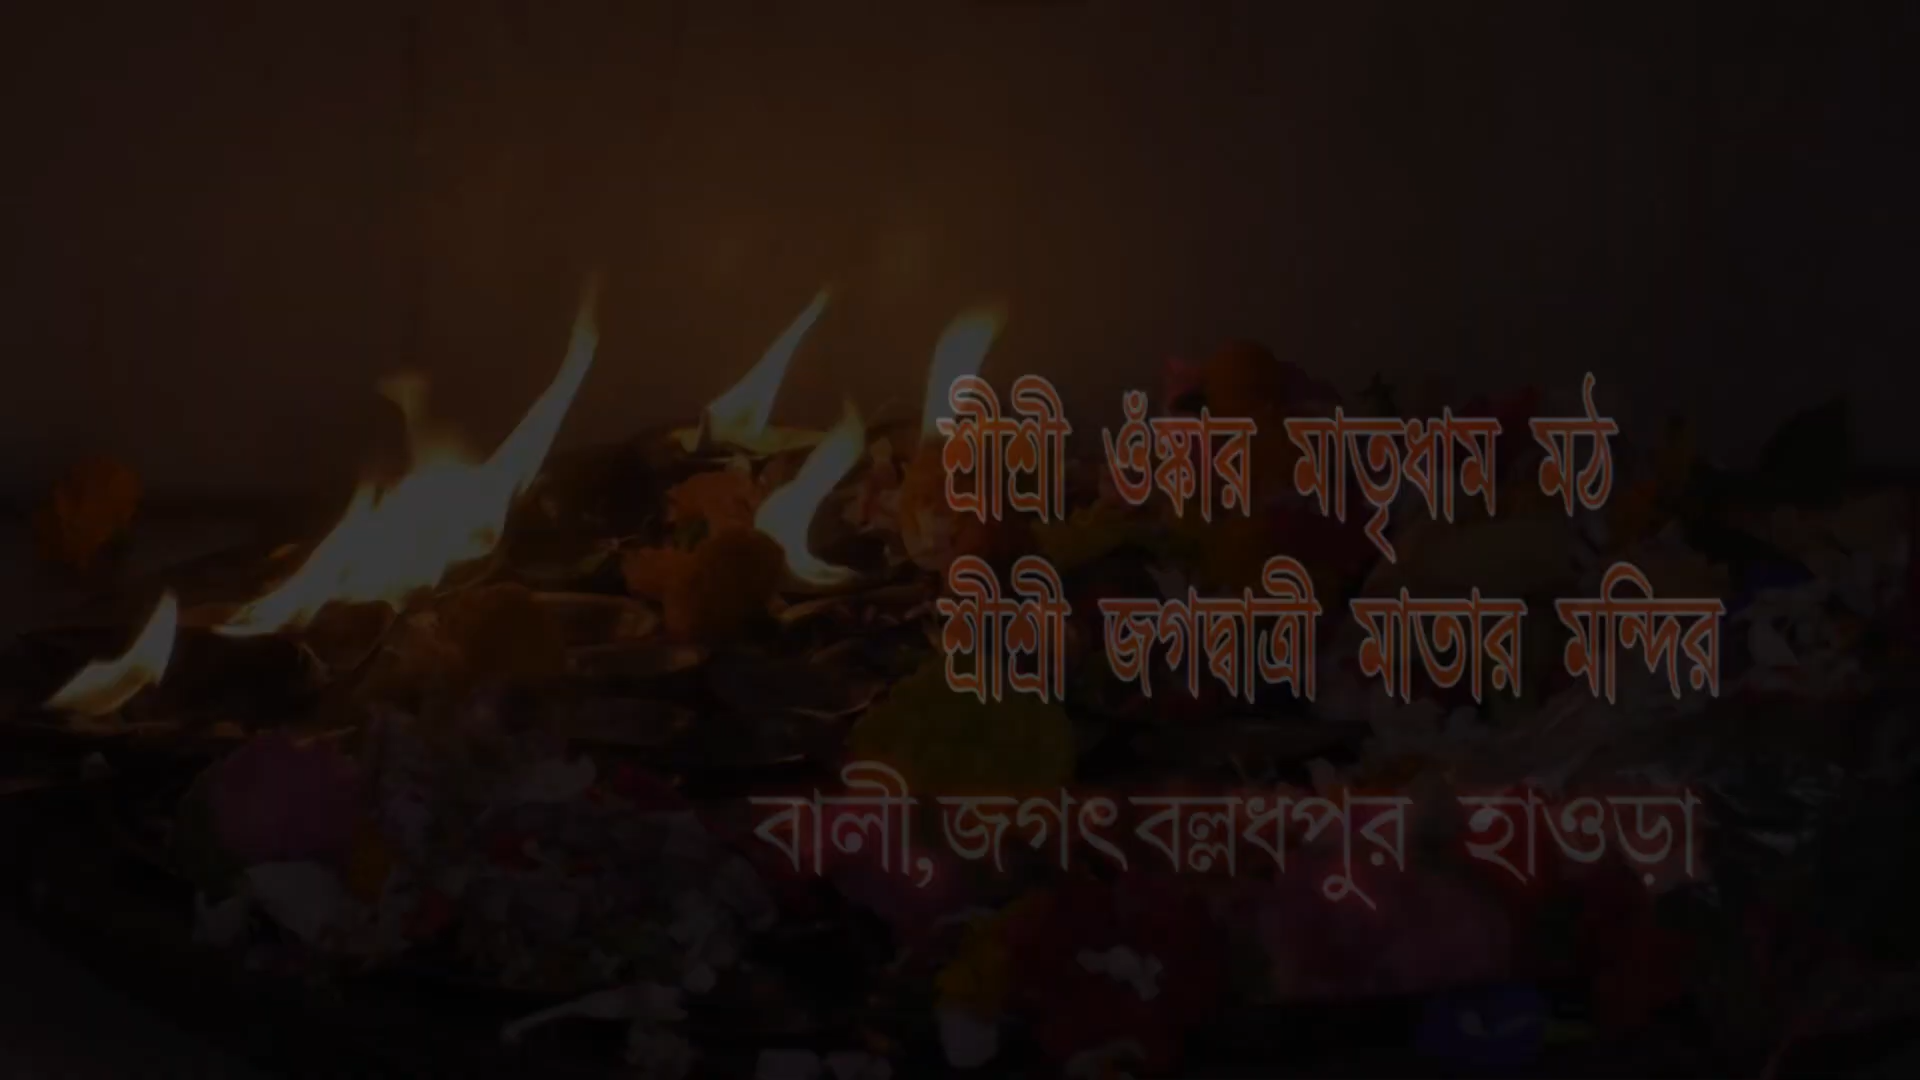 শ্রীশ্রী ওঁঙ্কার মাতৃধাম মঠ
শ্রীশ্রী জগদ্বাত্রী মাতার মন্দির
বালী,জগৎবল্লধপুর হাওড়া